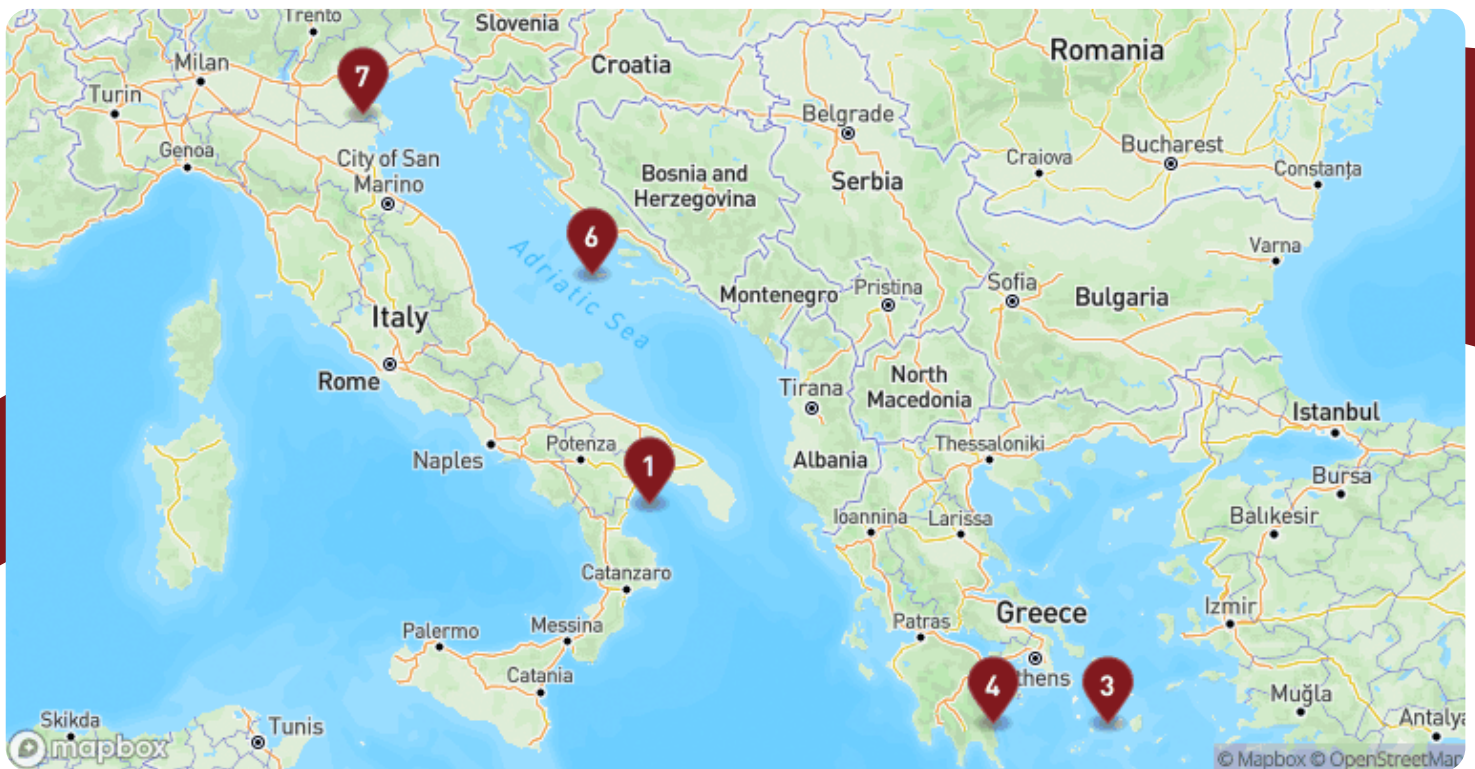 Trento
Slovenia
Romania
Croatia
Milan
7
Turin
Belgrade
Genoa
City of San
Marino
Bucharest
Craiova
Constanţa
Bosnia and
Herzegovina
Serbia
6
Adriatic Sea
Varna
Sofia
Montenegro
Pristina
Bulgaria
Italy
Rome
Tirana
North
Macedonia
Istanbul
Potenza
Thessaloniki
Naples
1
Albania
Bursa
Ioannina
Larissa
Balıkesir
Catanzaro
Izmir
Greece
Patras
Messina
Palermo
Catania
4
thens
3
Muğla
Skikda
Tunis
Antalya
mapbox
© Mapbox © OpenStreetMap